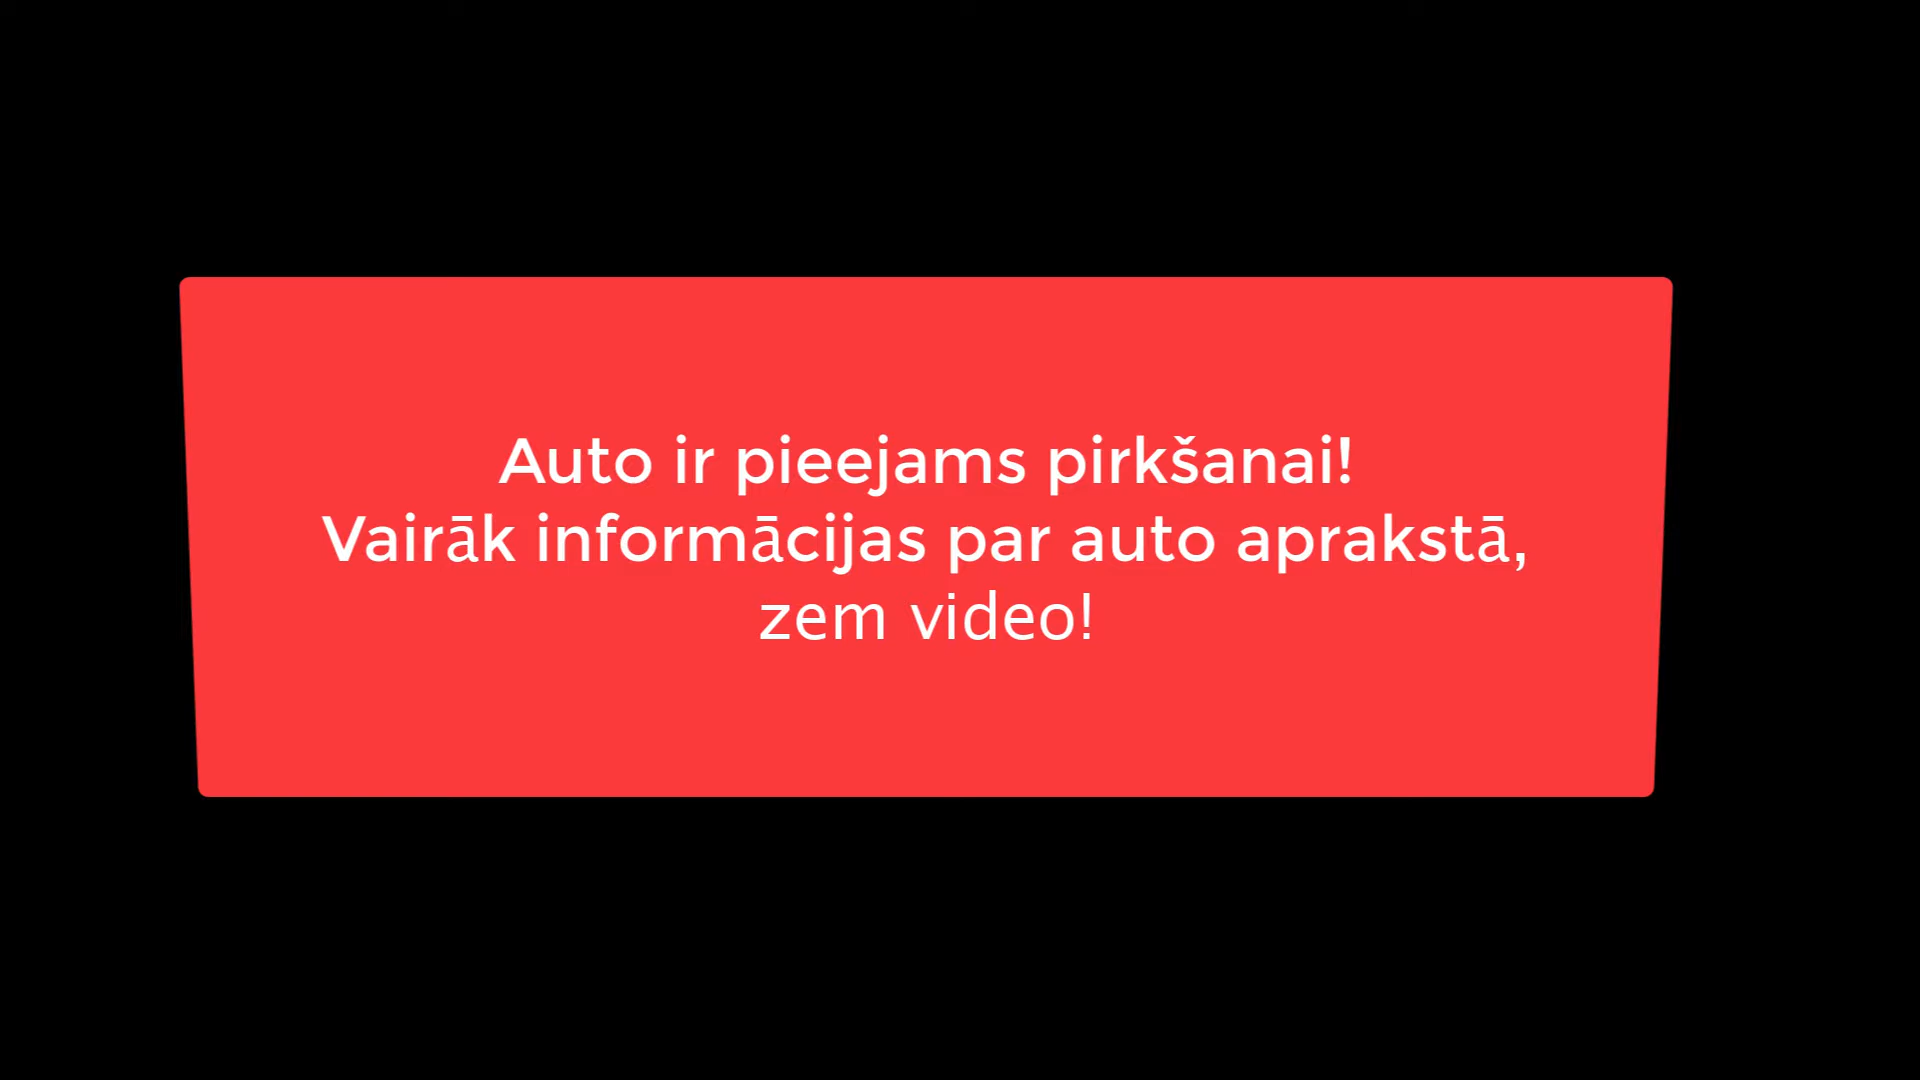 Auto ir pieejams pirkšanai!
Vairāk informācijas par auto aprakstā,
zem video!